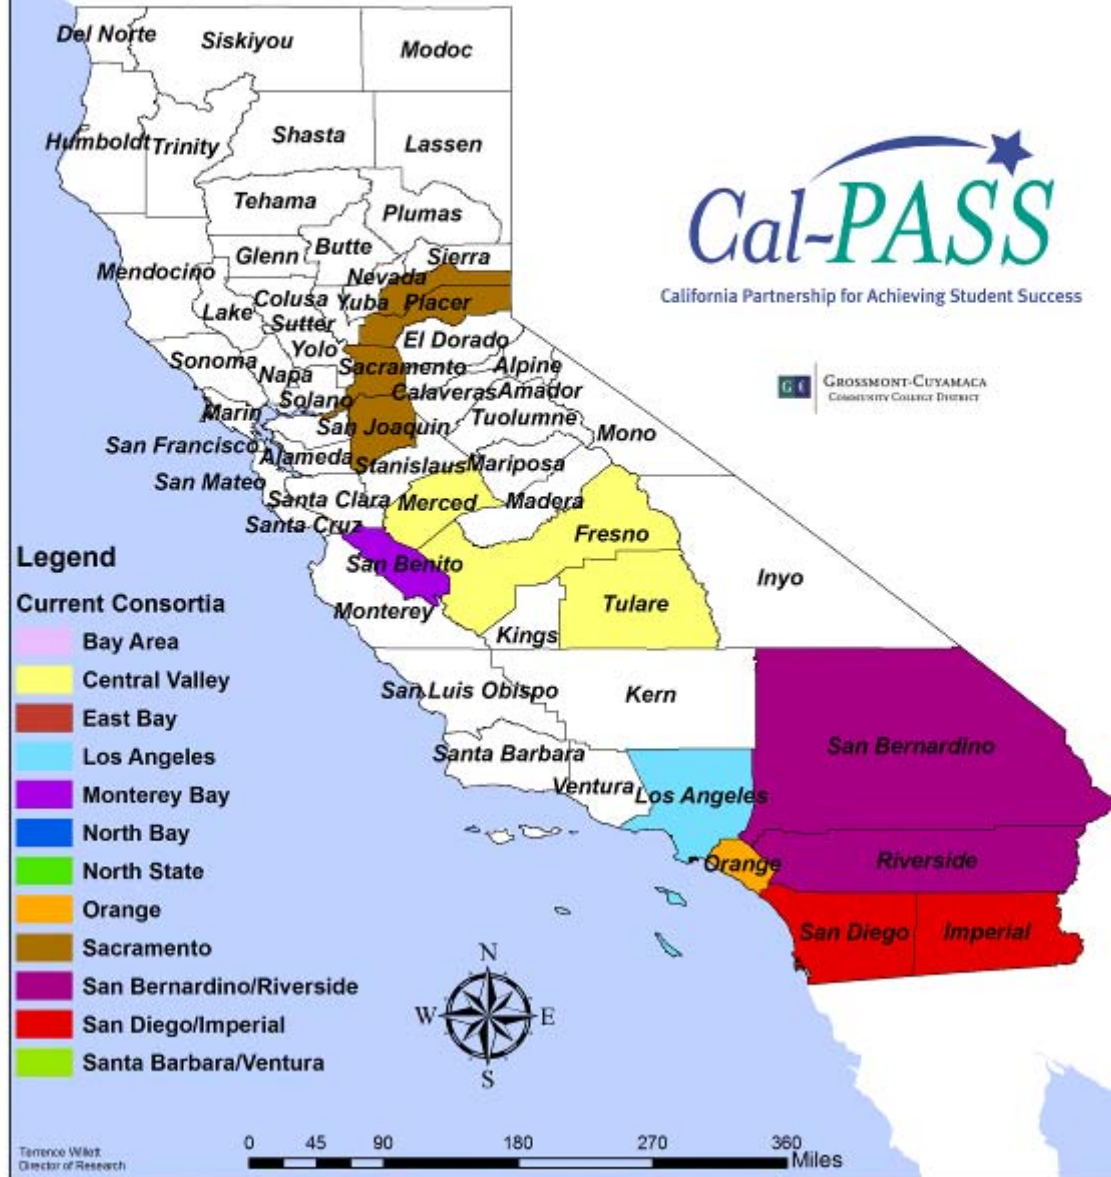 Del Norte
Siskiyou
Modoc
Humboldt
Trinity
Shasta
Lassen
Tehama
Plumas
Glenn
Butte
Sierra
Mendocino
Nevada
Colusa
Yuba
Placer
Lake
Sutter
El Dorado
Yolo
Sonoma
Sacramento
Alpine
Napa
Calaveras
Amador
Solano
Marin
Tuolumne
San Joaquin
Mono
San Francisco
Alameda
Stanislaus
Mariposa
San Mateo
Santa Clara
Merced
Madera
Santa Cruz
Fresno
San Benito
Inyo
Monterey
Tulare
Kings
San Luis Obispo
Kern
Santa Barbara
San Bernardino
Ventura
Los Angeles
Orange
Riverside
San Diego
Imperial
Cal-PASS
California Partnership for Achieving Student Success
GC
GROSSMONT-CUYAMACA
COMMUNITY COLLEGE DISTRICT
Legend
Current Consortia
Bay Area
Central Valley
East Bay
Los Angeles
Monterey Bay
North Bay
North State
Orange
Sacramento
San Bernardino/Riverside
San Diego/Imperial
Santa Barbara/Ventura
N
W
E
S
Terrence Willett
Director of Research
0 45 90 180 270 360
Miles